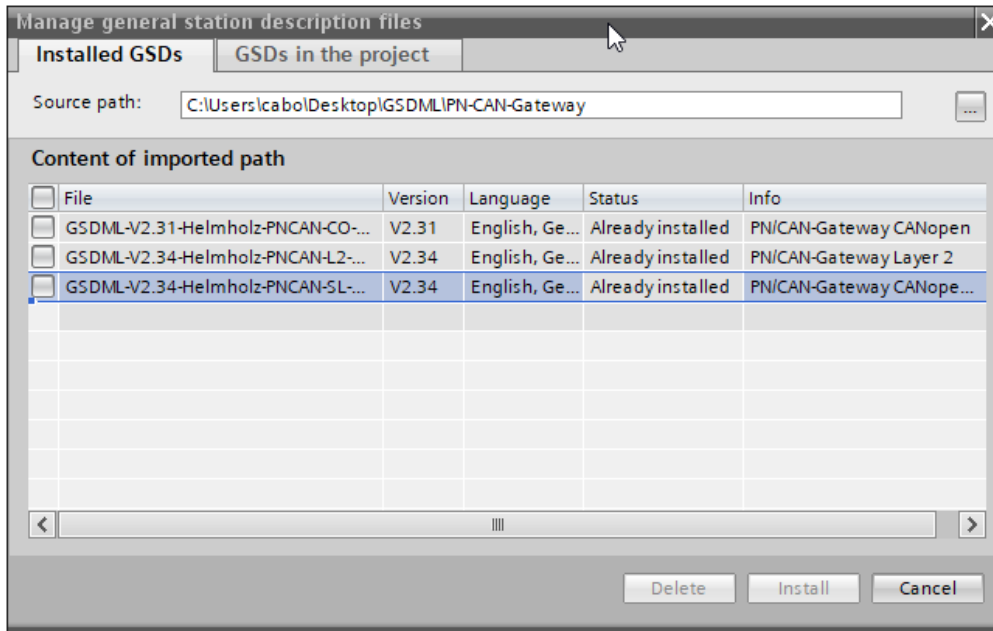 Manage general station description files
Installed GSDs GSDs in the project
Source path: C:\Users\cabo\Desktop\GSDML\PN-CAN-Gateway ...
Content of imported path
File Version Language Status Info
GSDML-V2.31-Helmholz-PNCAN-CO-... V2.31 English, Ge... Already installed PN/CAN-Gateway CANopen
GSDML-V2.34-Helmholz-PNCAN-L2-... V2.34 English, Ge... Already installed PN/CAN-Gateway Layer 2
GSDML-V2.34-Helmholz-PNCAN-SL-... V2.34 English, Ge... Already installed PN/CAN-Gateway CANope...
Delete Install Cancel